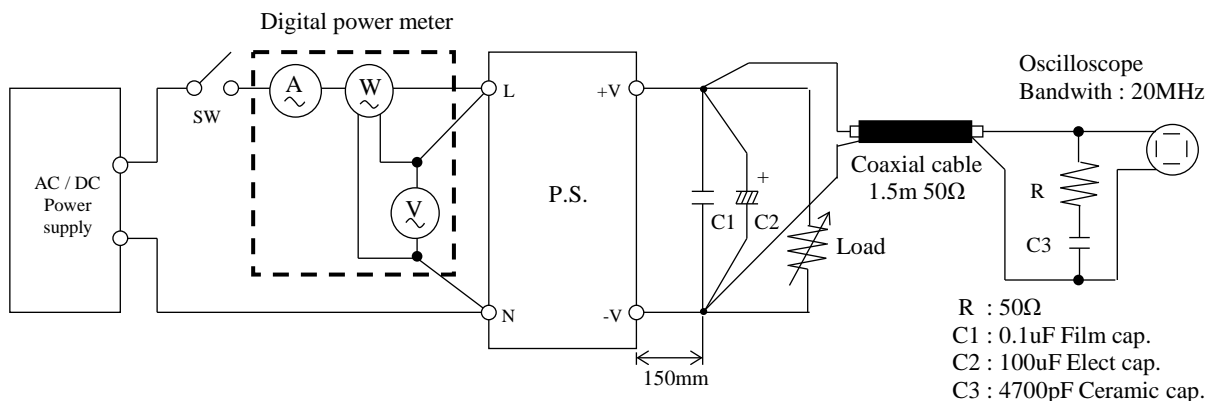 Digital power meter
Oscilloscope
Bandwith : 20MHz
SW
A
W
V
L
N
AC / DC
Power
supply
P.S.
+V
-V
C1
+
C2
Load
150mm
Coaxial cable
1.5m 50Ω
R
C3
R : 50Ω
C1 : 0.1uF Film cap.
C2 : 100uF Elect cap.
C3 : 4700pF Ceramic cap.